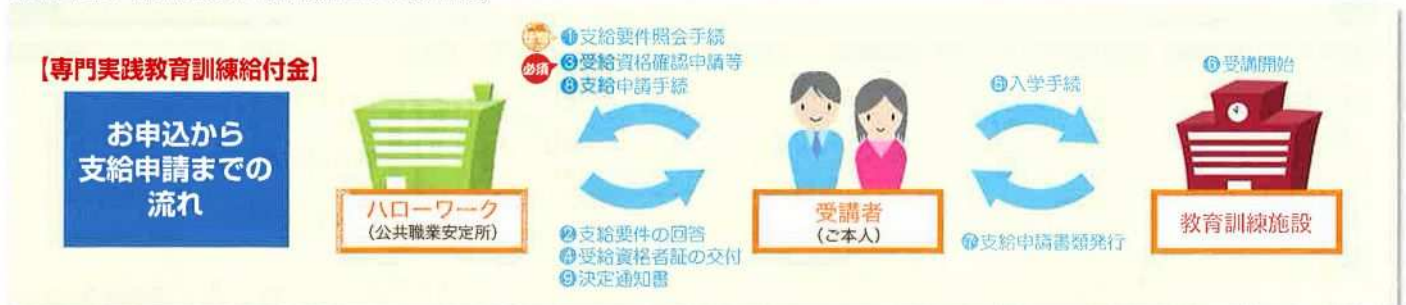 【専門実践教育訓練給付金】
お申込から
支給申請までの
流れ
ハローワーク
(公共職業安定所)
❶支給要件照会手続
必須
❸受給資格確認申請等
❽支給申請手続
❷支給要件の回答
❹受給資格者証の交付
❾決定通知書
受講者
(ご本人)
❺入学手続
❼支給申請書類発行
❻受講開始
教育訓練施設